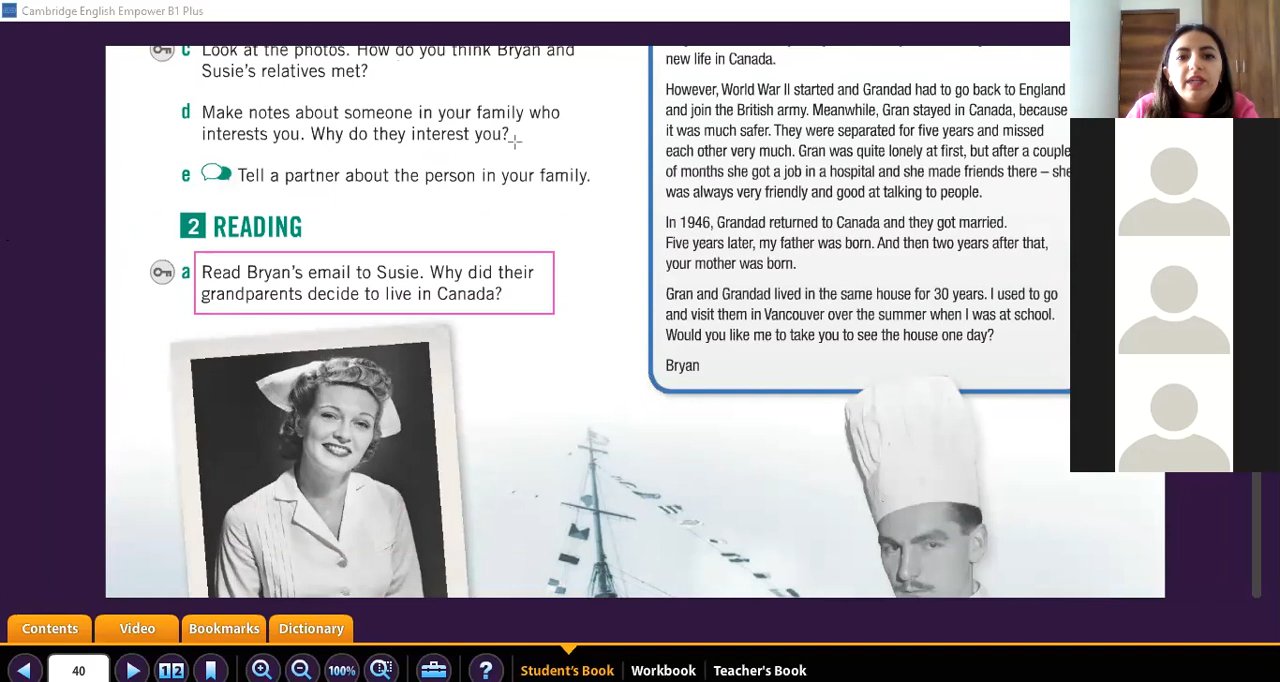 Cambridge English Empower B1 Plus
c Look at the photos. How do you think Bryan and
Susie's relatives met?
d Make notes about someone in your family who
interests you. Why do they interest you?
e Tell a partner about the person in your family.
2 READING
a Read Bryan's email to Susie. Why did their
grandparents decide to live in Canada?
new life in Canada.
However, World War II started and Grandad had to go back to England
and join the British army. Meanwhile, Gran stayed in Canada, because
it was much safer. They were separated for five years and missed
each other very much. Gran was quite lonely at first, but after a couple
of months she got a job in a hospital and she made friends there – she
was always very friendly and good at talking to people.
In 1946, Grandad returned to Canada and they got married.
Five years later, my father was born. And then two years after that,
your mother was born.
Gran and Grandad lived in the same house for 30 years. I used to go
and visit them in Vancouver over the summer when I was at school.
Would you like me to take you to see the house one day?
Bryan
Contents
Video
Bookmarks
Dictionary
40
12
100%
?
Student's Book
Workbook
Teacher's Book